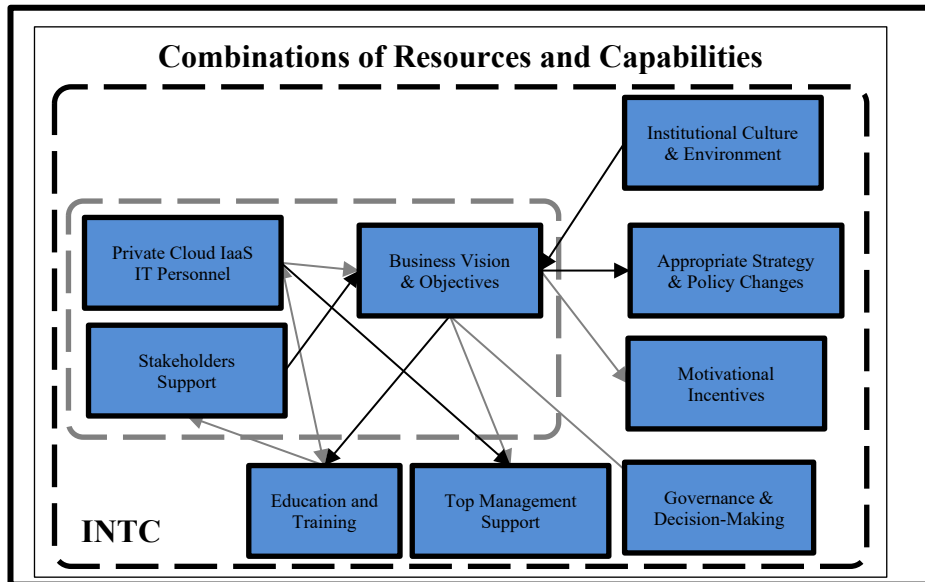 Combinations of Resources and Capabilities
Institutional Culture
& Environment
Private Cloud IaaS
IT Personnel
Business Vision
& Objectives
Appropriate Strategy
& Policy Changes
Stakeholders
Support
Motivational
Incentives
Education and
Training
Top Management
Support
Governance &
Decision-Making
INTC